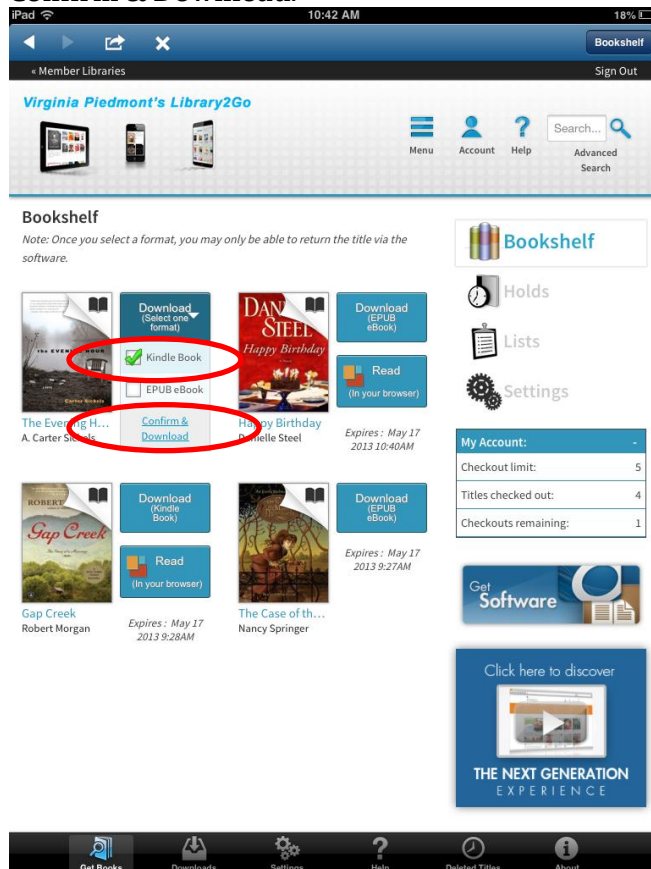 Confirm & Download.
iPad 10:42 AM 18%
Bookshelf
« Member Libraries Sign Out
Virginia Piedmont's Library2Go
Menu Account Help Search...
Advanced
Search
Bookshelf
Note: Once you select a format, you may only be able to return the title via the
software.
Download
(Select one
format)
Kindle Book
EPUB eBook
Confirm &
Download
THE EVENING HOUR
Carter Sickels
The Evening H...
A. Carter Sickels
DANIELLE
STEEL
Happy Birthday
Download
(EPUB
eBook)
Read
(In your browser)
Happy Birthday
Danielle Steel
Expires : May 17
2013 10:40AM
ROBERT
Gap Creek
Download
(Kindle
Book)
Read
(In your browser)
Gap Creek
Robert Morgan
Expires : May 17
2013 9:28AM
Download
(EPUB
eBook)
Expires : May 17
2013 9:27AM
The Case of th...
Nancy Springer
Bookshelf
Holds
Lists
Settings
My Account: -
Checkout limit: 5
Titles checked out: 4
Checkouts remaining: 1
Get
Software
Click here to discover
THE NEXT GENERATION
EXPERIENCE
Get Books Downloads Settings Help Deleted Titles About